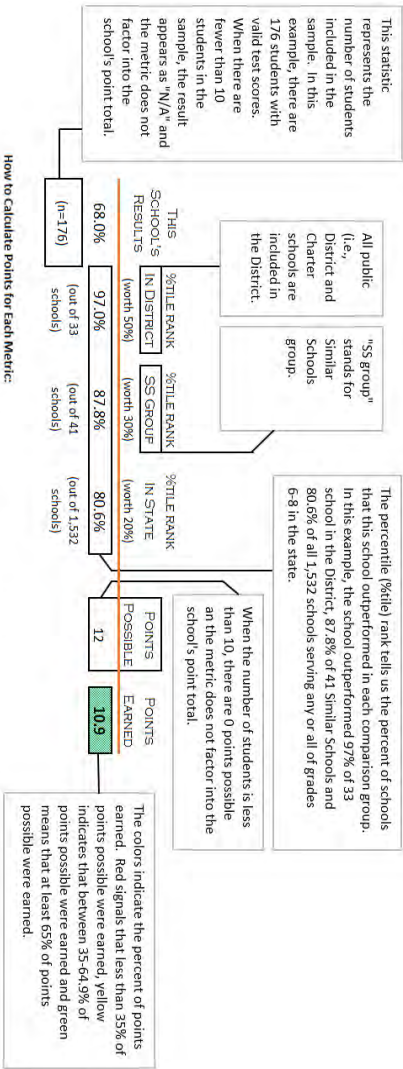 This statistic
represents the
number of students
included in the
sample. In this
example, there are
176 students with
valid test scores.
When there are
fewer than 10
students in the
sample, the result
appears as "N/A" and
the metric does not
factor into the
school's point total.
All public
(i.e.,
District and
Charter
schools are
included in
the District.
"SS group"
stands for
Similar
Schools
group.
The percentile (%tile) rank tells us the percent of schools
that this school outperformed in each comparison group.
In this example, the school outperformed 97% of 33
school in the District, 87.8% of 41 Similar Schools and
80.6% of all 1,532 schools serving any or all of grades
6-8 in the state.
When the number of students is less
than 10, there are 0 points possible
an the metric does not factor into the
school's point total.
The colors indicate the percent of points
earned. Red signals that less than 35% of
points possible were earned, yellow
indicates that between 35-64.9% of
points possible were earned and green
means that at least 65% of points
possible were earned.
THIS SCHOOL'S RESULTS
%TILE RANK IN DISTRICT (worth 50%)
%TILE RANK SS GROUP (worth 30%)
%TILE RANK IN STATE (worth 20%)
POINTS POSSIBLE
POINTS EARNED
68.0% 97.0% 87.8% 80.6% 12 10.9
(n=176)
(out of 33 schools)
(out of 41 schools)
(out of 1,532 schools)
How to Calculate Points for Each Metric: